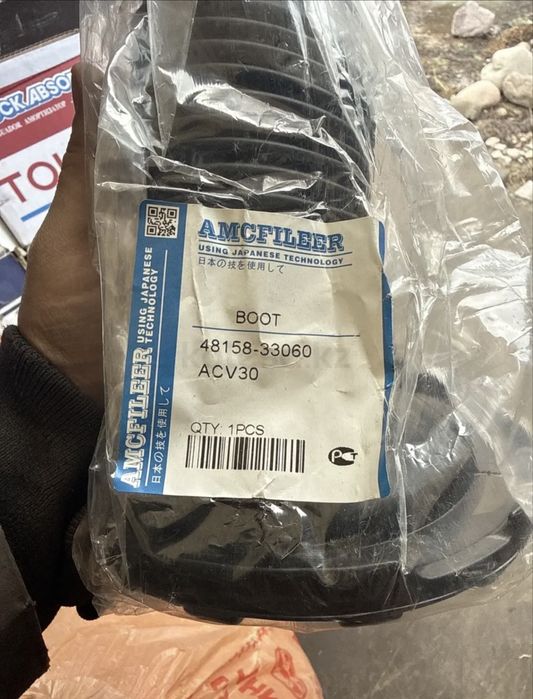 AMCFILEER
USING JAPANESE TECHNOLOGY
日本の技を使用して
BOOT
48158-33060
ACV30
QTY: 1PCS
AMCFILEER
USING JAPANESE
TECHNOLOGY
日本の技を使用して